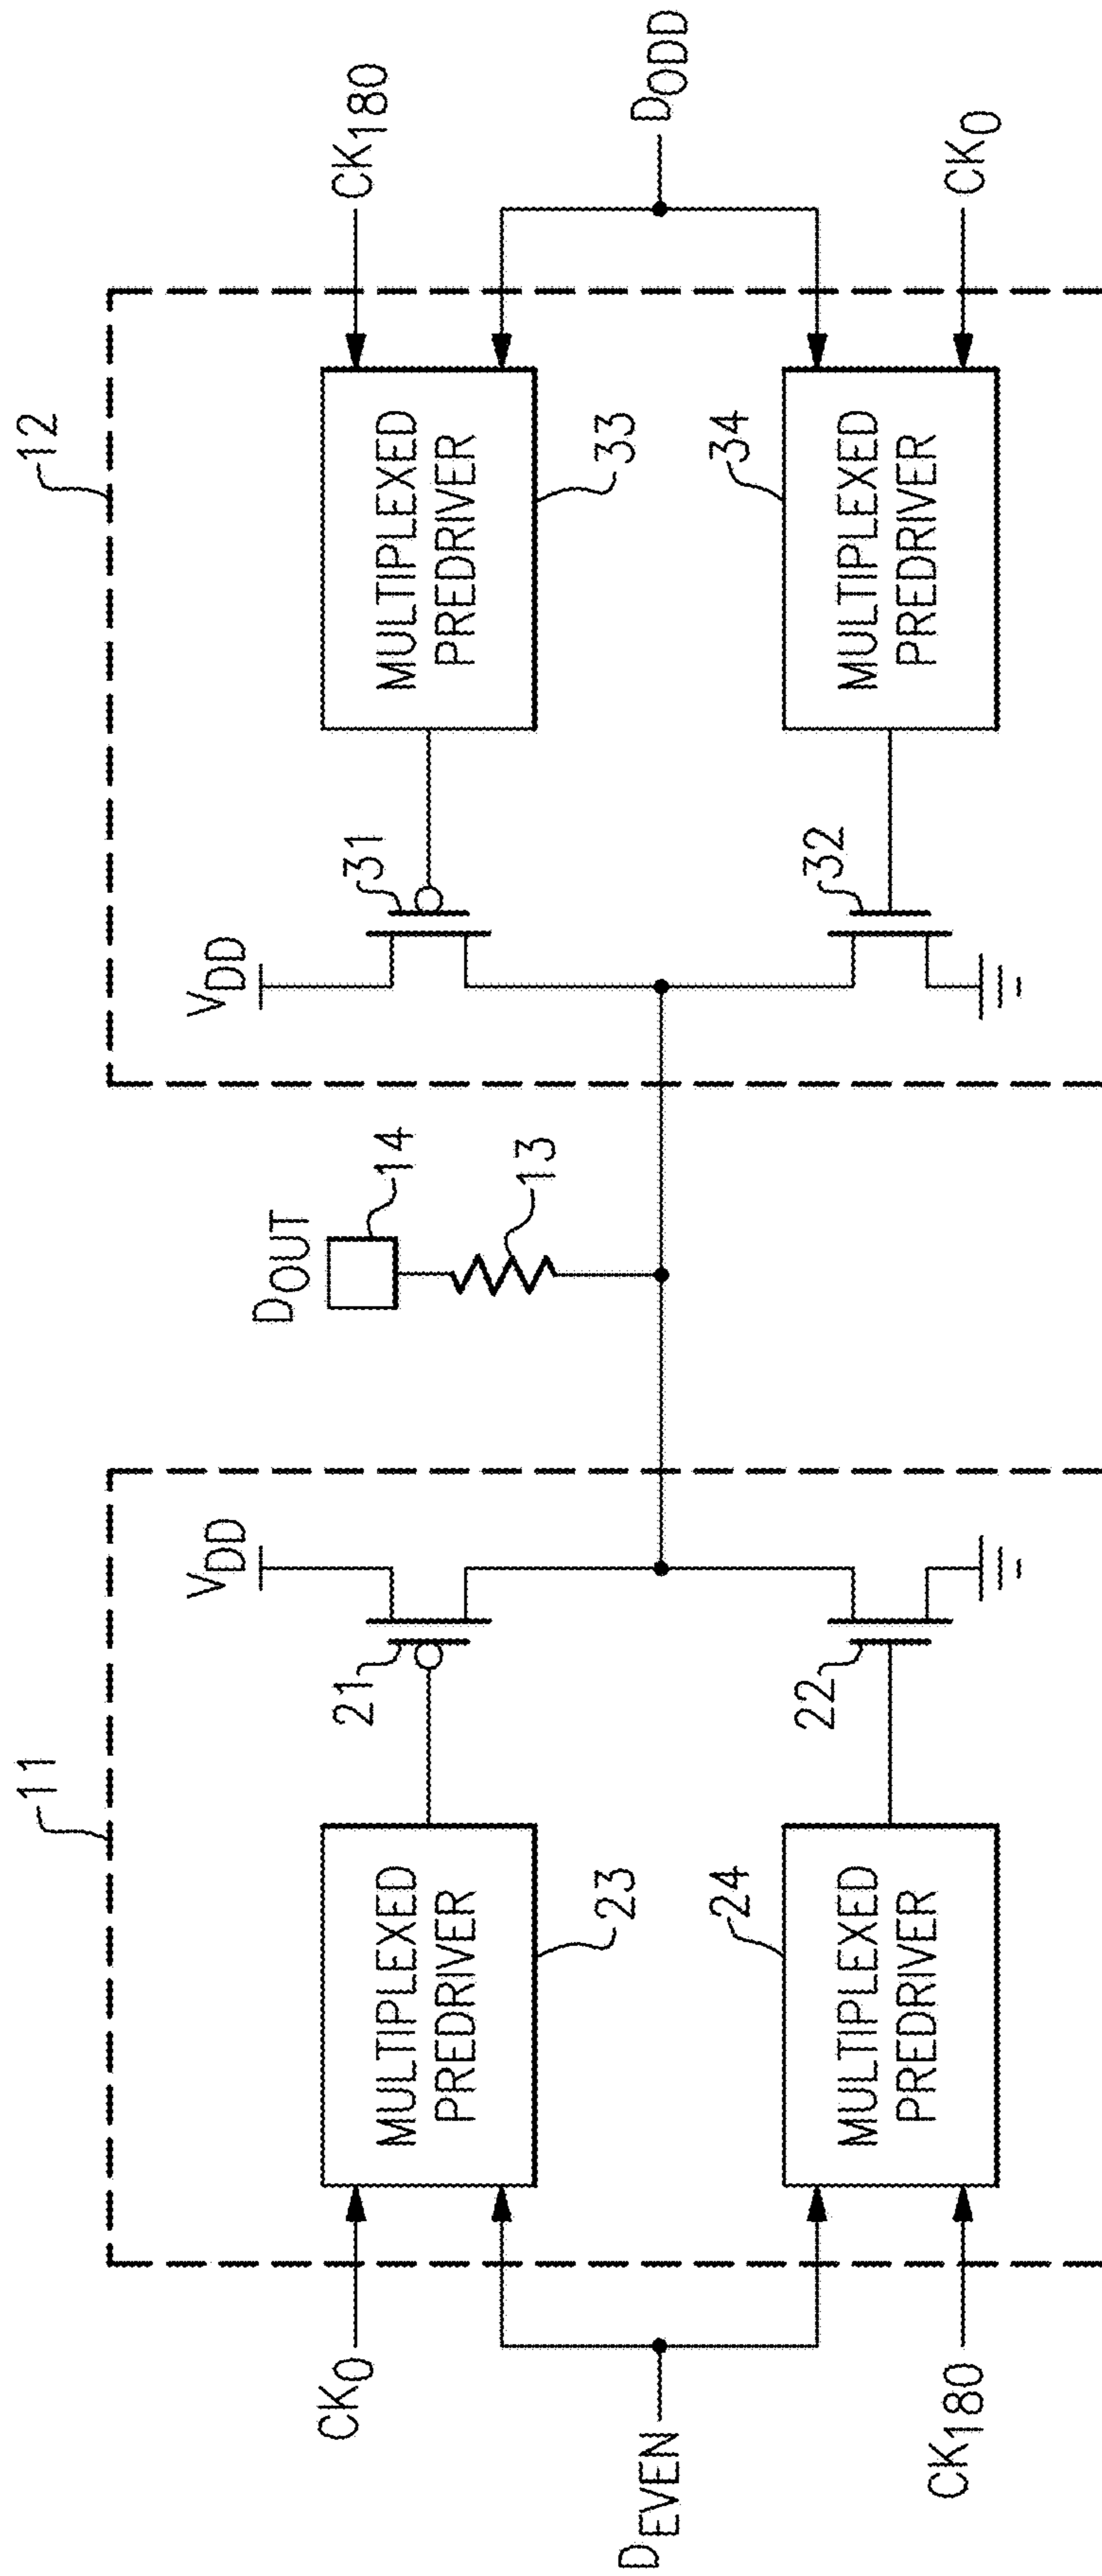 11
12
CK0
DEVEN
CK180
MULTIPLEXED
PREDRIVER
23
MULTIPLEXED
PREDRIVER
24
VDD
21
22
DOUT
14
13
VDD
31
32
MULTIPLEXED
PREDRIVER
33
MULTIPLEXED
PREDRIVER
34
CK180
DODD
CK0